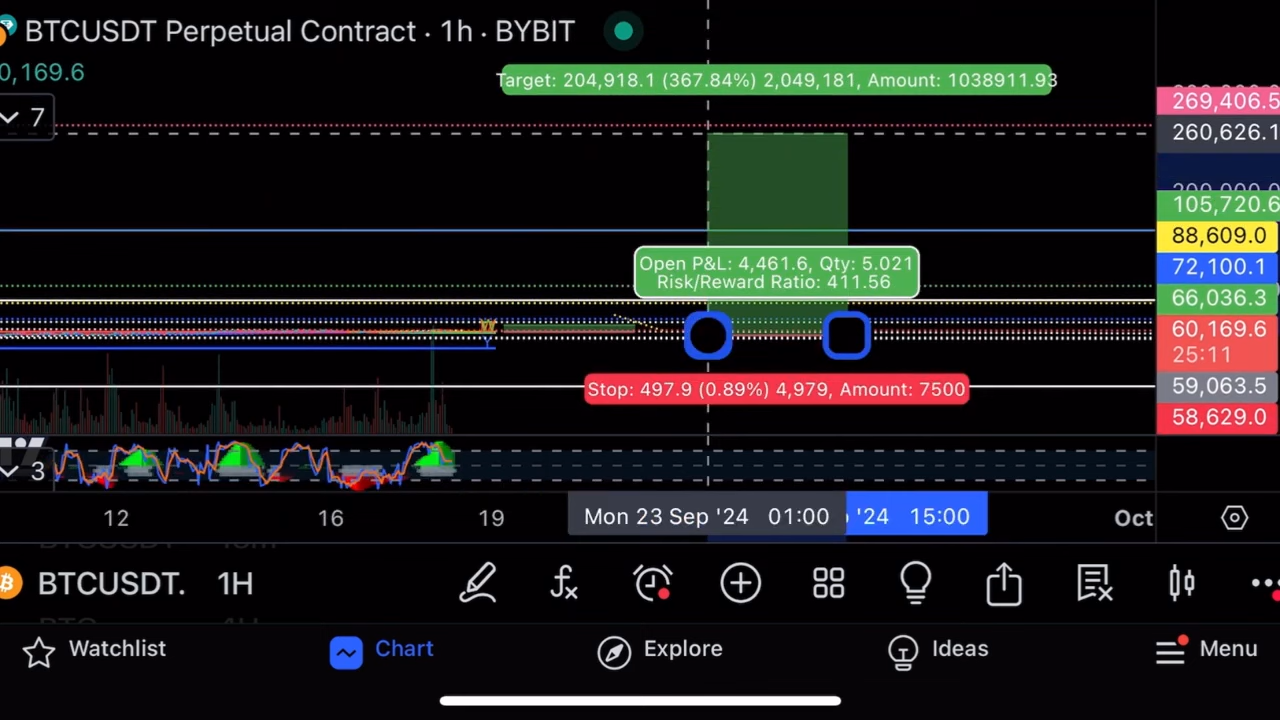 BTCUSDT Perpetual Contract · 1h · BYBIT
0,169.6
7
Target: 204,918.1 (367.84%) 2,049,181, Amount: 1038911.93
Open P&L: 4,461.6, Qty: 5.021
Risk/Reward Ratio: 411.56
Stop: 497.9 (0.89%) 4,979, Amount: 7500
269,406.5
260,626.1
105,720.6
88,609.0
72,100.1
66,036.3
60,169.6
25:11
59,063.5
58,629.0
3
12 16 19 Mon 23 Sep '24 01:00 '24 15:00 Oct
BTCUSDT. 1H
Watchlist Chart Explore Ideas Menu